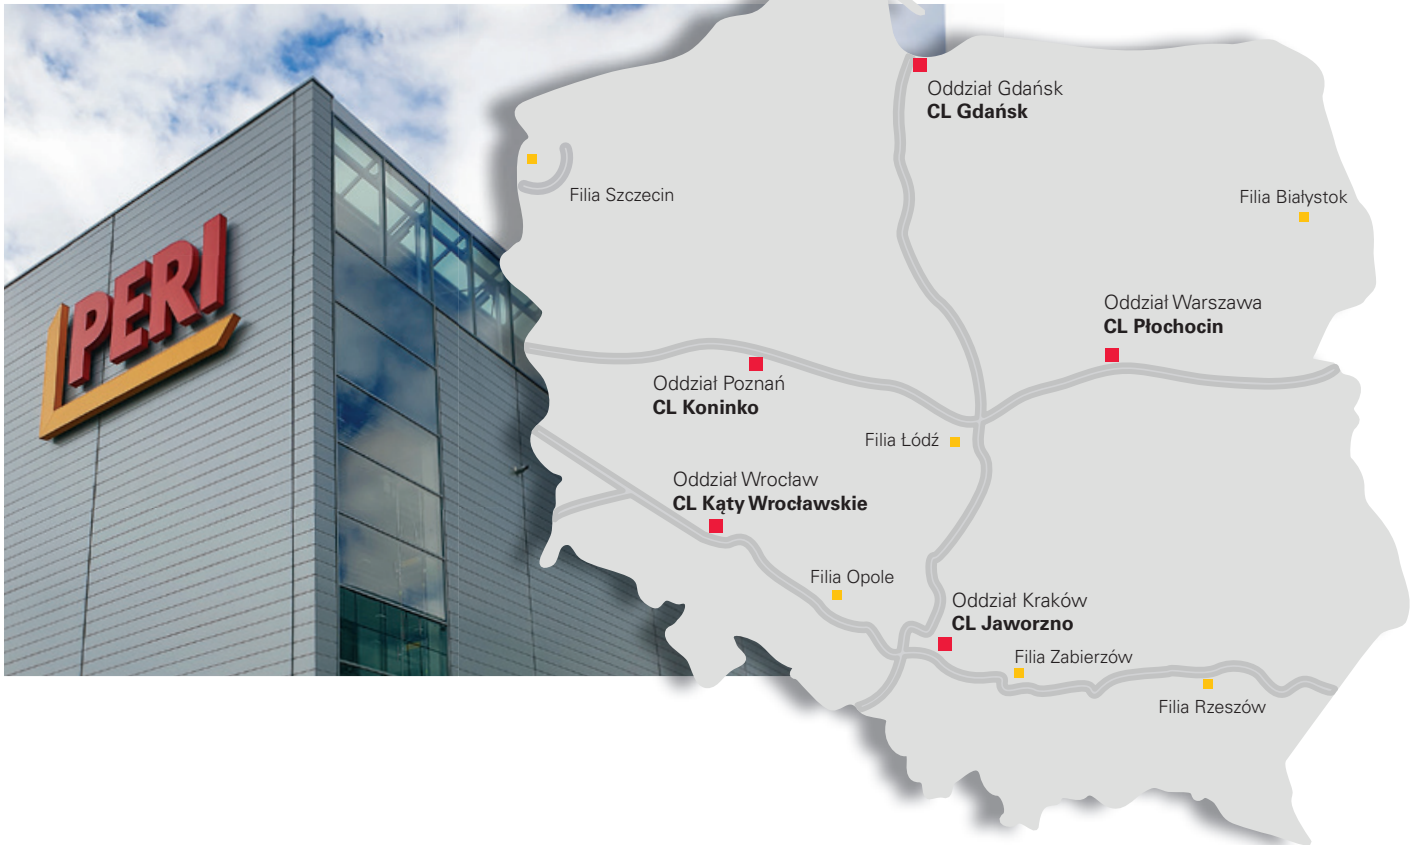 PERI
Oddział Gdańsk
CL Gdańsk
Filia Szczecin
Filia Białystok
Oddział Warszawa
CL Płochocin
Oddział Poznań
CL Koninko
Filia Łódź
Oddział Wrocław
CL Kąty Wrocławskie
Filia Opole
Oddział Kraków
CL Jaworzno
Filia Zabierzów
Filia Rzeszów